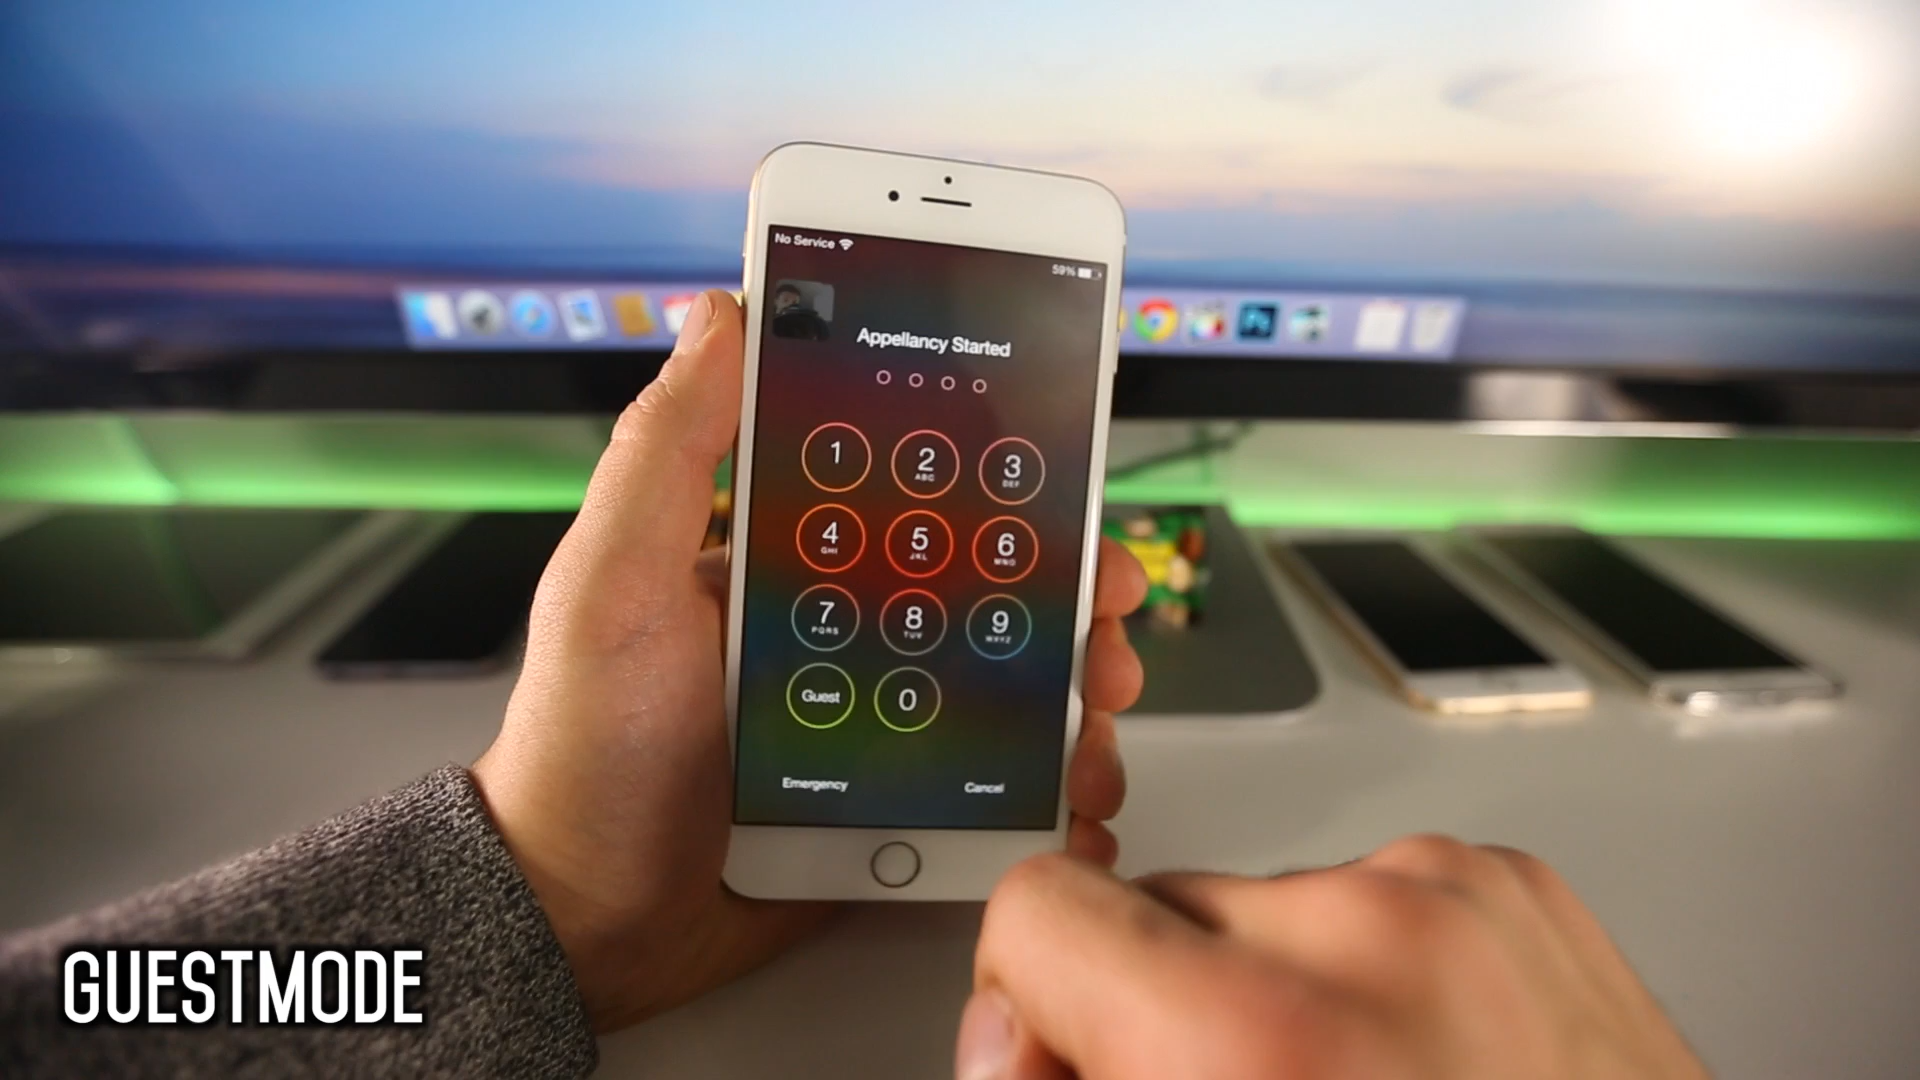 No Service
59%
Appellancy Started
1
2
ABC
3
DEF
4
GHI
5
JKL
6
MNO
7
PQRS
8
TUV
9
WXYZ
Guest
0
Emergency
Cancel
Ps
GUESTMODE